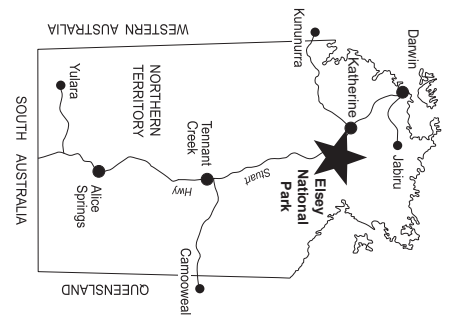 Darwin
Jabiru
Kununurra
Katherine
Elsey
National
Park
WESTERN AUSTRALIA
NORTHERN
TERRITORY
Stuart
Hwy
Tennant
Creek
Camooweal
Yulara
Alice
Springs
SOUTH AUSTRALIA
QUEENSLAND